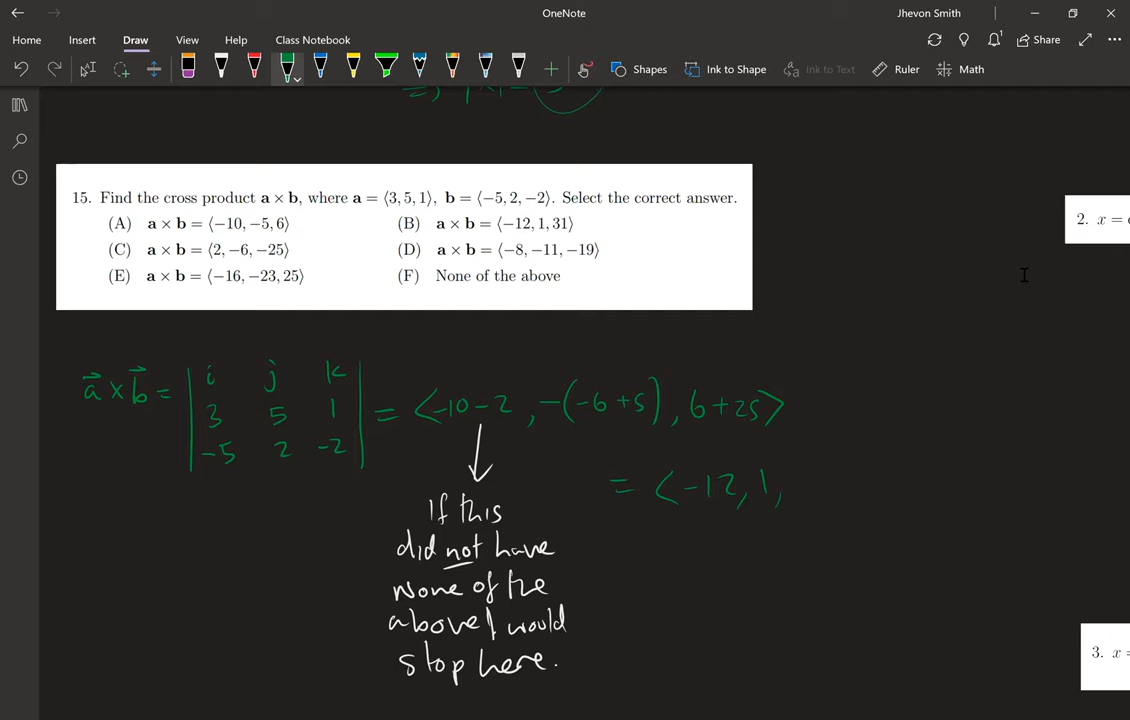 OneNote
Jhevon Smith
Home Insert Draw View Help Class Notebook
1
Share
Shapes Ink to Shape Ink to Text Ruler Math
15. Find the cross product a × b, where a = ⟨3, 5, 1⟩, b = ⟨−5, 2, −2⟩. Select the correct answer.
(A) a × b = ⟨−10, −5, 6⟩ (B) a × b = ⟨−12, 1, 31⟩
(C) a × b = ⟨2, −6, −25⟩ (D) a × b = ⟨−8, −11, −19⟩
(E) a × b = ⟨−16, −23, 25⟩ (F) None of the above
2. x =
i j k
a × b = 3 5 1 = <-10-2, -(-6+5), 6+25>
-5 2 -2
= <-12, 1,
If this
did not have
None of the
above I would
stop here.
3. x =